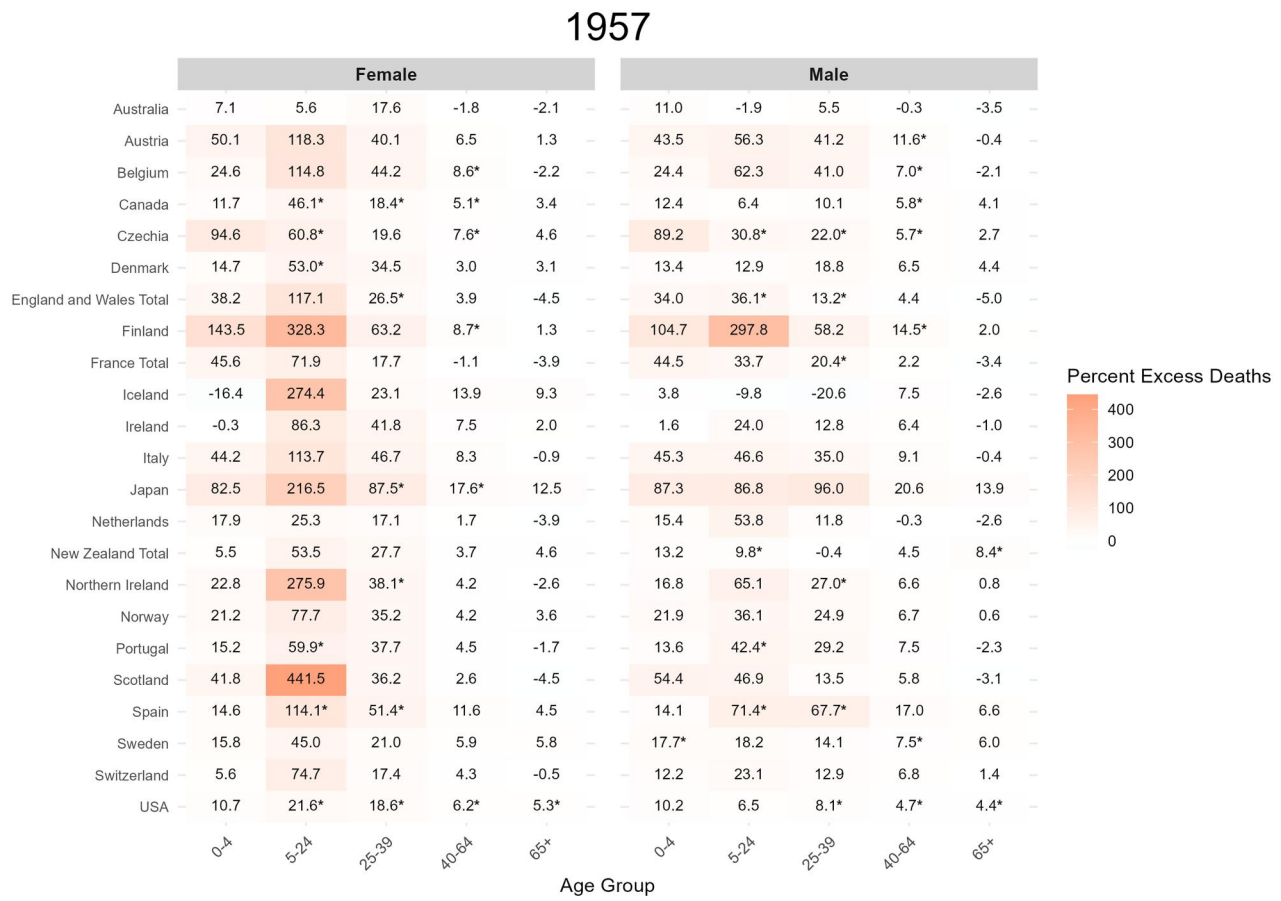 1957
Female Male
Australia 7.1 5.6 17.6 -1.8 -2.1 11.0 -1.9 5.5 -0.3 -3.5
Austria 50.1 118.3 40.1 6.5 1.3 43.5 56.3 41.2 11.6* -0.4
Belgium 24.6 114.8 44.2 8.6* -2.2 24.4 62.3 41.0 7.0* -2.1
Canada 11.7 46.1* 18.4* 5.1* 3.4 12.4 6.4 10.1 5.8* 4.1
Czechia 94.6 60.8* 19.6 7.6* 4.6 89.2 30.8* 22.0* 5.7* 2.7
Denmark 14.7 53.0* 34.5 3.0 3.1 13.4 12.9 18.8 6.5 4.4
England and Wales Total 38.2 117.1 26.5* 3.9 -4.5 34.0 36.1* 13.2* 4.4 -5.0
Finland 143.5 328.3 63.2 8.7* 1.3 104.7 297.8 58.2 14.5* 2.0
France Total 45.6 71.9 17.7 -1.1 -3.9 44.5 33.7 20.4* 2.2 -3.4
Iceland -16.4 274.4 23.1 13.9 9.3 3.8 -9.8 -20.6 7.5 -2.6
Ireland -0.3 86.3 41.8 7.5 2.0 1.6 24.0 12.8 6.4 -1.0
Italy 44.2 113.7 46.7 8.3 -0.9 45.3 46.6 35.0 9.1 -0.4
Japan 82.5 216.5 87.5* 17.6* 12.5 87.3 86.8 96.0 20.6 13.9
Netherlands 17.9 25.3 17.1 1.7 -3.9 15.4 53.8 11.8 -0.3 -2.6
New Zealand Total 5.5 53.5 27.7 3.7 4.6 13.2 9.8* -0.4 4.5 8.4*
Northern Ireland 22.8 275.9 38.1* 4.2 -2.6 16.8 65.1 27.0* 6.6 0.8
Norway 21.2 77.7 35.2 4.2 3.6 21.9 36.1 24.9 6.7 0.6
Portugal 15.2 59.9* 37.7 4.5 -1.7 13.6 42.4* 29.2 7.5 -2.3
Scotland 41.8 441.5 36.2 2.6 -4.5 54.4 46.9 13.5 5.8 -3.1
Spain 14.6 114.1* 51.4* 11.6 4.5 14.1 71.4* 67.7* 17.0 6.6
Sweden 15.8 45.0 21.0 5.9 5.8 17.7* 18.2 14.1 7.5* 6.0
Switzerland 5.6 74.7 17.4 4.3 -0.5 12.2 23.1 12.9 6.8 1.4
USA 10.7 21.6* 18.6* 6.2* 5.3* 10.2 6.5 8.1* 4.7* 4.4*
0-4 5-24 25-39 40-64 65+ 0-4 5-24 25-39 40-64 65+
Age Group
Percent Excess Deaths
400
300
200
100
0